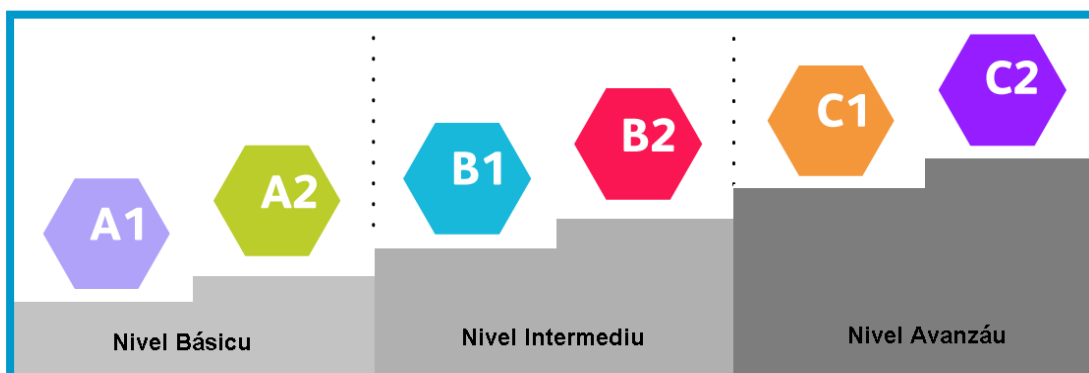 A1
A2
B1
B2
C1
C2
Nivel Básicu
Nivel Intermediu
Nivel Avanzáu